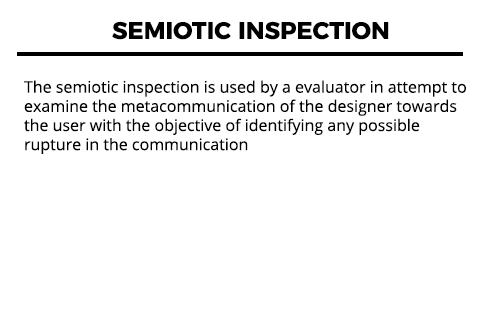 SEMIOTIC INSPECTION
The semiotic inspection is used by a evaluator in attempt to
examine the metacommunication of the designer towards
the user with the objective of identifying any possible
rupture in the communication